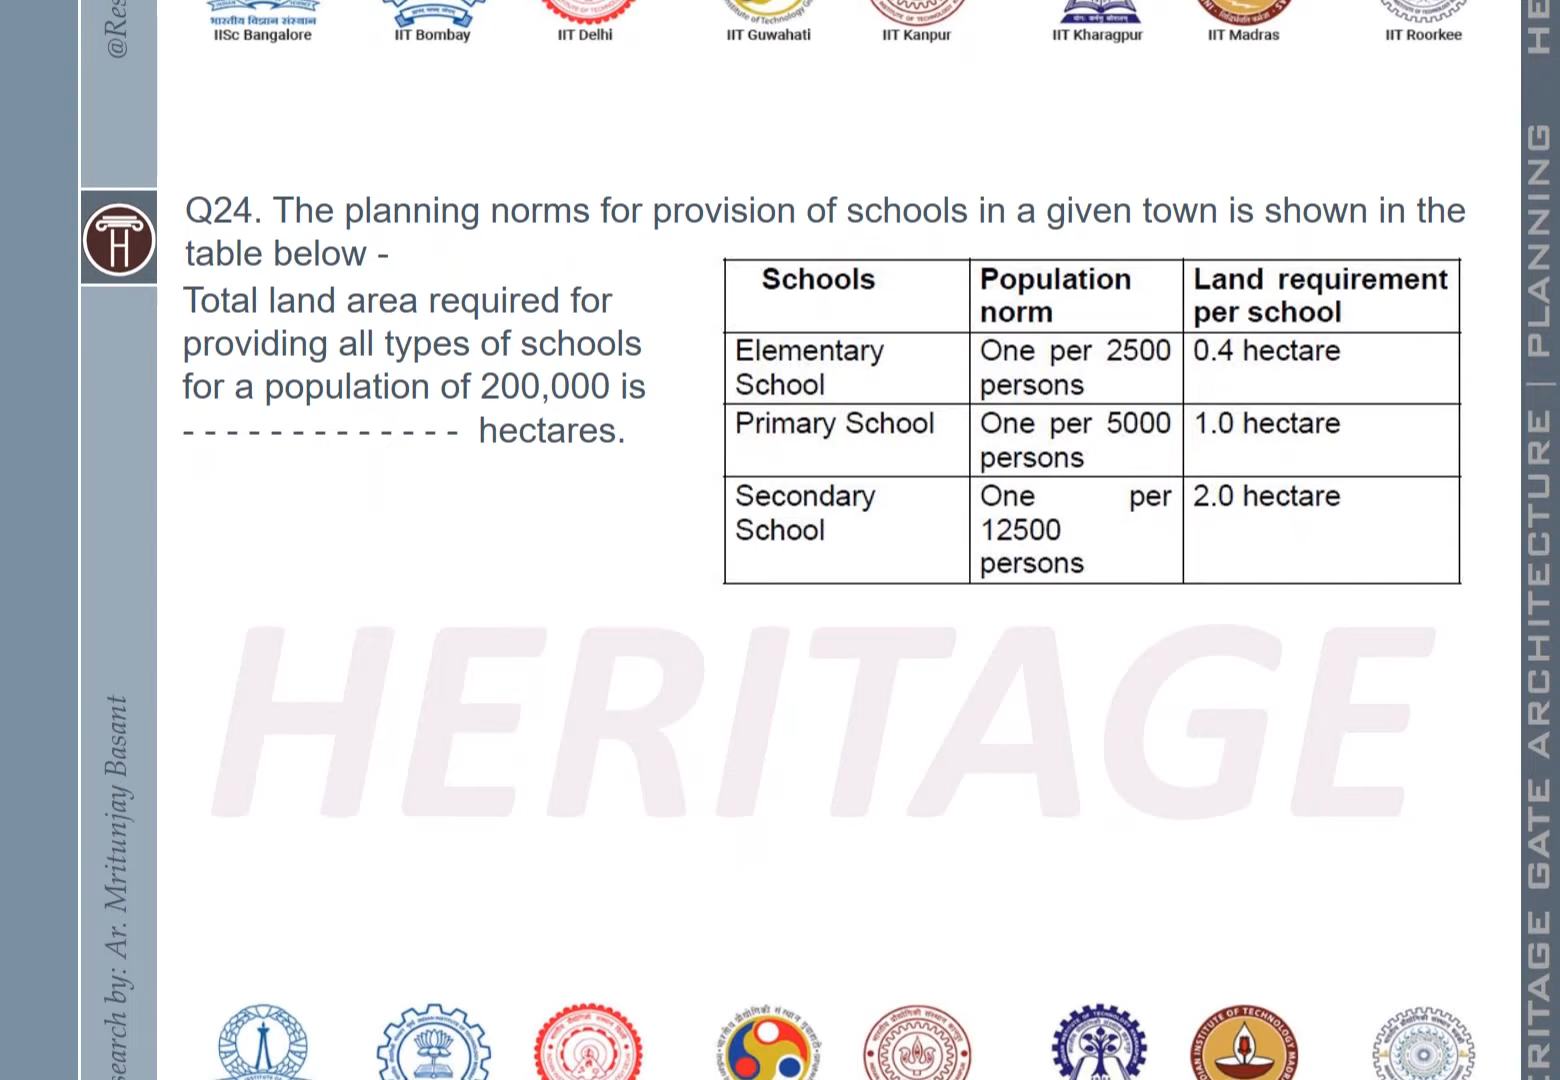 भारतीय विज्ञान संस्थान
IISc Bangalore
IIT Bombay
IIT Delhi
IIT Guwahati
IIT Kanpur
IIT Kharagpur
IIT Madras
IIT Roorkee
Q24. The planning norms for provision of schools in a given town is shown in the
table below -
Total land area required for
providing all types of schools
for a population of 200,000 is
- - - - - - - - - - - - - hectares.
Schools
Population
norm
Land requirement
per school
Elementary
School
One per 2500
persons
0.4 hectare
Primary School
One per 5000
persons
1.0 hectare
Secondary
School
One per
12500
persons
2.0 hectare
HERITAGE
@Res
search by: Ar. Mritunjay Basant
HE
PLANNING
RITAGE GATE ARCHITECTURE | PLANNING